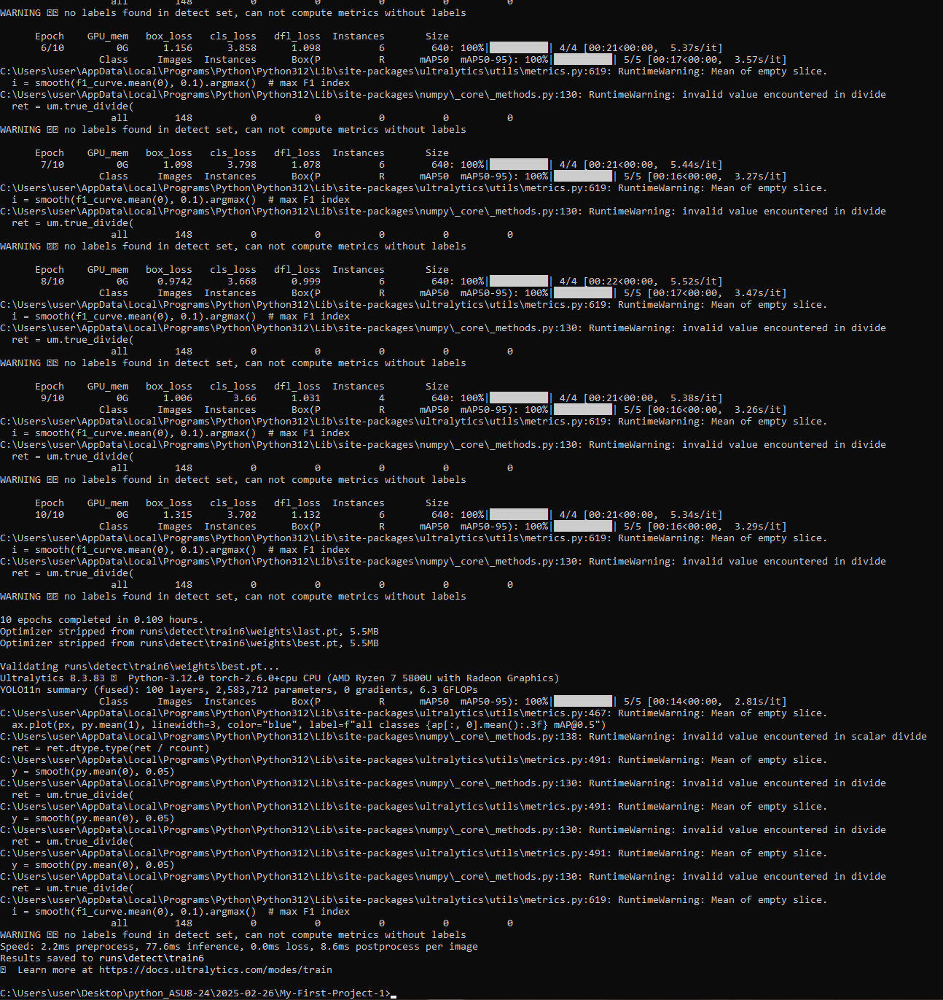 all 148 0 0 0 0 0
WARNING ⚠️ no labels found in detect set, can not compute metrics without labels
Epoch GPU_mem box_loss cls_loss dfl_loss Instances Size
6/10 0G 1.156 3.858 1.098 6 640: 100%|██████████| 4/4 [00:21<00:00, 5.37s/it]
Class Images Instances Box(P R mAP50 mAP50-95): 100%|██████████| 5/5 [00:17<00:00, 3.57s/it]
C:\Users\user\AppData\Local\Programs\Python\Python312\Lib\site-packages\ultralytics\utils\metrics.py:619: RuntimeWarning: Mean of empty slice.
i = smooth(f1_curve.mean(0), 0.1).argmax() # max F1 index
C:\Users\user\AppData\Local\Programs\Python\Python312\Lib\site-packages\numpy\_core\_methods.py:130: RuntimeWarning: invalid value encountered in divide
ret = um.true_divide(
all 148 0 0 0 0 0
WARNING ⍰⍰ no labels found in detect set, can not compute metrics without labels
Epoch GPU_mem box_loss cls_loss dfl_loss Instances Size
7/10 0G 1.098 3.798 1.078 6 640: 100%|██████████| 4/4 [00:21<00:00, 5.44s/it]
Class Images Instances Box(P R mAP50 mAP50-95): 100%|██████████| 5/5 [00:16<00:00, 3.27s/it]
C:\Users\user\AppData\Local\Programs\Python\Python312\Lib\site-packages\ultralytics\utils\metrics.py:619: RuntimeWarning: Mean of empty slice.
i = smooth(f1_curve.mean(0), 0.1).argmax() # max F1 index
C:\Users\user\AppData\Local\Programs\Python\Python312\Lib\site-packages\numpy\_core\_methods.py:130: RuntimeWarning: invalid value encountered in divide
ret = um.true_divide(
all 148 0 0 0 0 0
WARNING ⍰⍰ no labels found in detect set, can not compute metrics without labels
Epoch GPU_mem box_loss cls_loss dfl_loss Instances Size
8/10 0G 0.9742 3.668 0.999 6 640: 100%|██████████| 4/4 [00:22<00:00, 5.52s/it]
Class Images Instances Box(P R mAP50 mAP50-95): 100%|██████████| 5/5 [00:17<00:00, 3.47s/it]
C:\Users\user\AppData\Local\Programs\Python\Python312\Lib\site-packages\ultralytics\utils\metrics.py:619: RuntimeWarning: Mean of empty slice.
i = smooth(f1_curve.mean(0), 0.1).argmax() # max F1 index
C:\Users\user\AppData\Local\Programs\Python\Python312\Lib\site-packages\numpy\_core\_methods.py:130: RuntimeWarning: invalid value encountered in divide
ret = um.true_divide(
all 148 0 0 0 0 0
WARNING ⍰⍰ no labels found in detect set, can not compute metrics without labels
Epoch GPU_mem box_loss cls_loss dfl_loss Instances Size
9/10 0G 1.006 3.66 1.031 4 640: 100%|██████████| 4/4 [00:21<00:00, 5.38s/it]
Class Images Instances Box(P R mAP50 mAP50-95): 100%|██████████| 5/5 [00:16<00:00, 3.26s/it]
C:\Users\user\AppData\Local\Programs\Python\Python312\Lib\site-packages\ultralytics\utils\metrics.py:619: RuntimeWarning: Mean of empty slice.
i = smooth(f1_curve.mean(0), 0.1).argmax() # max F1 index
C:\Users\user\AppData\Local\Programs\Python\Python312\Lib\site-packages\numpy\_core\_methods.py:130: RuntimeWarning: invalid value encountered in divide
ret = um.true_divide(
all 148 0 0 0 0 0
WARNING ⍰⍰ no labels found in detect set, can not compute metrics without labels
Epoch GPU_mem box_loss cls_loss dfl_loss Instances Size
10/10 0G 1.315 3.702 1.132 6 640: 100%|██████████| 4/4 [00:21<00:00, 5.34s/it]
Class Images Instances Box(P R mAP50 mAP50-95): 100%|██████████| 5/5 [00:16<00:00, 3.29s/it]
C:\Users\user\AppData\Local\Programs\Python\Python312\Lib\site-packages\ultralytics\utils\metrics.py:619: RuntimeWarning: Mean of empty slice.
i = smooth(f1_curve.mean(0), 0.1).argmax() # max F1 index
C:\Users\user\AppData\Local\Programs\Python\Python312\Lib\site-packages\numpy\_core\_methods.py:130: RuntimeWarning: invalid value encountered in divide
ret = um.true_divide(
all 148 0 0 0 0 0
WARNING ⍰⍰ no labels found in detect set, can not compute metrics without labels
10 epochs completed in 0.109 hours.
Optimizer stripped from runs\detect\train6\weights\last.pt, 5.5MB
Optimizer stripped from runs\detect\train6\weights\best.pt, 5.5MB
Validating runs\detect\train6\weights\best.pt...
Ultralytics 8.3.83 ⍰ Python-3.12.0 torch-2.6.0+cpu CPU (AMD Ryzen 7 5800U with Radeon Graphics)
YOLO11n summary (fused): 100 layers, 2,583,712 parameters, 0 gradients, 6.3 GFLOPs
Class Images Instances Box(P R mAP50 mAP50-95): 100%|██████████| 5/5 [00:14<00:00, 2.81s/it]
C:\Users\user\AppData\Local\Programs\Python\Python312\Lib\site-packages\ultralytics\utils\metrics.py:467: RuntimeWarning: Mean of empty slice.
ax.plot(px, py.mean(1), linewidth=3, color="blue", label=f"all classes {ap[:, 0].mean():.3f} mAP@0.5")
C:\Users\user\AppData\Local\Programs\Python\Python312\Lib\site-packages\numpy\_core\_methods.py:138: RuntimeWarning: invalid value encountered in scalar divide
ret = ret.dtype.type(ret / rcount)
C:\Users\user\AppData\Local\Programs\Python\Python312\Lib\site-packages\ultralytics\utils\metrics.py:491: RuntimeWarning: Mean of empty slice.
y = smooth(py.mean(0), 0.05)
C:\Users\user\AppData\Local\Programs\Python\Python312\Lib\site-packages\numpy\_core\_methods.py:130: RuntimeWarning: invalid value encountered in divide
ret = um.true_divide(
C:\Users\user\AppData\Local\Programs\Python\Python312\Lib\site-packages\ultralytics\utils\metrics.py:491: RuntimeWarning: Mean of empty slice.
y = smooth(py.mean(0), 0.05)
C:\Users\user\AppData\Local\Programs\Python\Python312\Lib\site-packages\numpy\_core\_methods.py:130: RuntimeWarning: invalid value encountered in divide
ret = um.true_divide(
C:\Users\user\AppData\Local\Programs\Python\Python312\Lib\site-packages\ultralytics\utils\metrics.py:491: RuntimeWarning: Mean of empty slice.
y = smooth(py.mean(0), 0.05)
C:\Users\user\AppData\Local\Programs\Python\Python312\Lib\site-packages\numpy\_core\_methods.py:130: RuntimeWarning: invalid value encountered in divide
ret = um.true_divide(
C:\Users\user\AppData\Local\Programs\Python\Python312\Lib\site-packages\ultralytics\utils\metrics.py:619: RuntimeWarning: Mean of empty slice.
i = smooth(f1_curve.mean(0), 0.1).argmax() # max F1 index
all 148 0 0 0 0 0
WARNING ⍰⍰ no labels found in detect set, can not compute metrics without labels
Speed: 2.2ms preprocess, 77.6ms inference, 0.0ms loss, 8.6ms postprocess per image
Results saved to runs\detect\train6
⍰ Learn more at https://docs.ultralytics.com/modes/train
C:\Users\user\Desktop\python_ASU8-24\2025-02-26\My-First-Project-1>